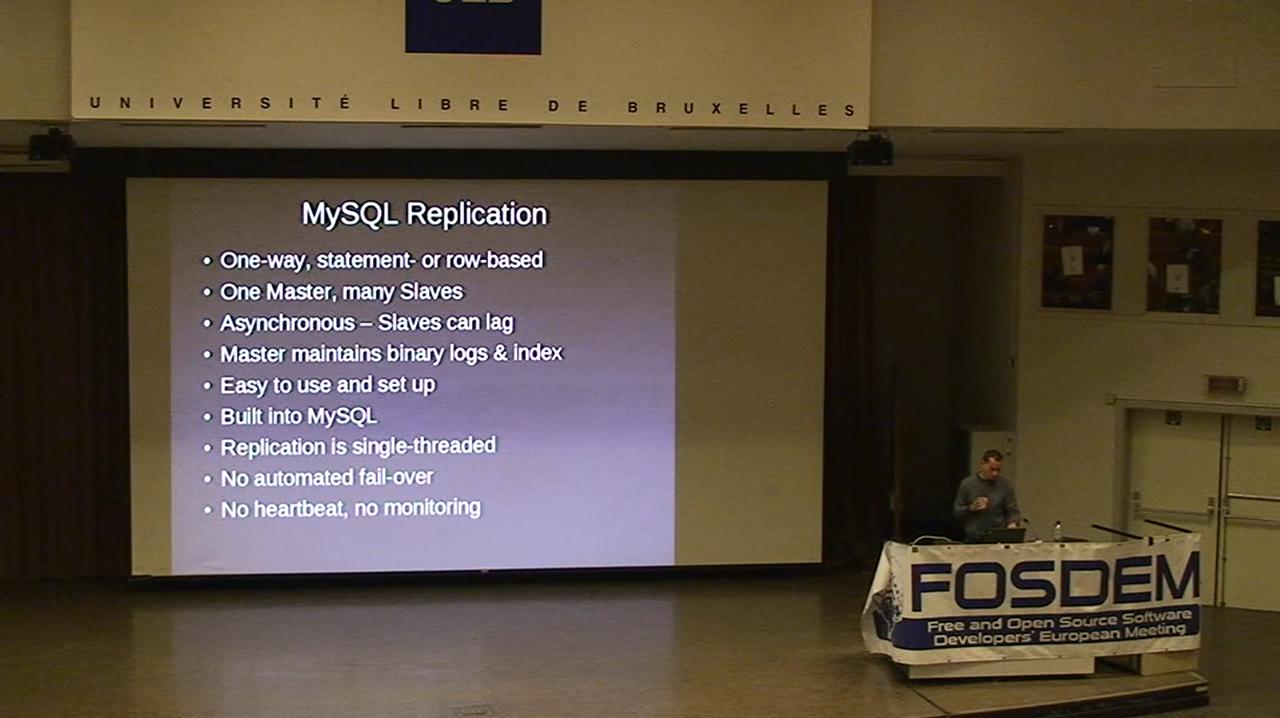 UNIVERSITÉ LIBRE DE BRUXELLES
MySQL Replication
• One-way, statement- or row-based
• One Master, many Slaves
• Asynchronous – Slaves can lag
• Master maintains binary logs & index
• Easy to use and set up
• Built into MySQL
• Replication is single-threaded
• No automated fail-over
• No heartbeat, no monitoring
FOSDEM
Free and Open Source Software
Developers' European Meeting